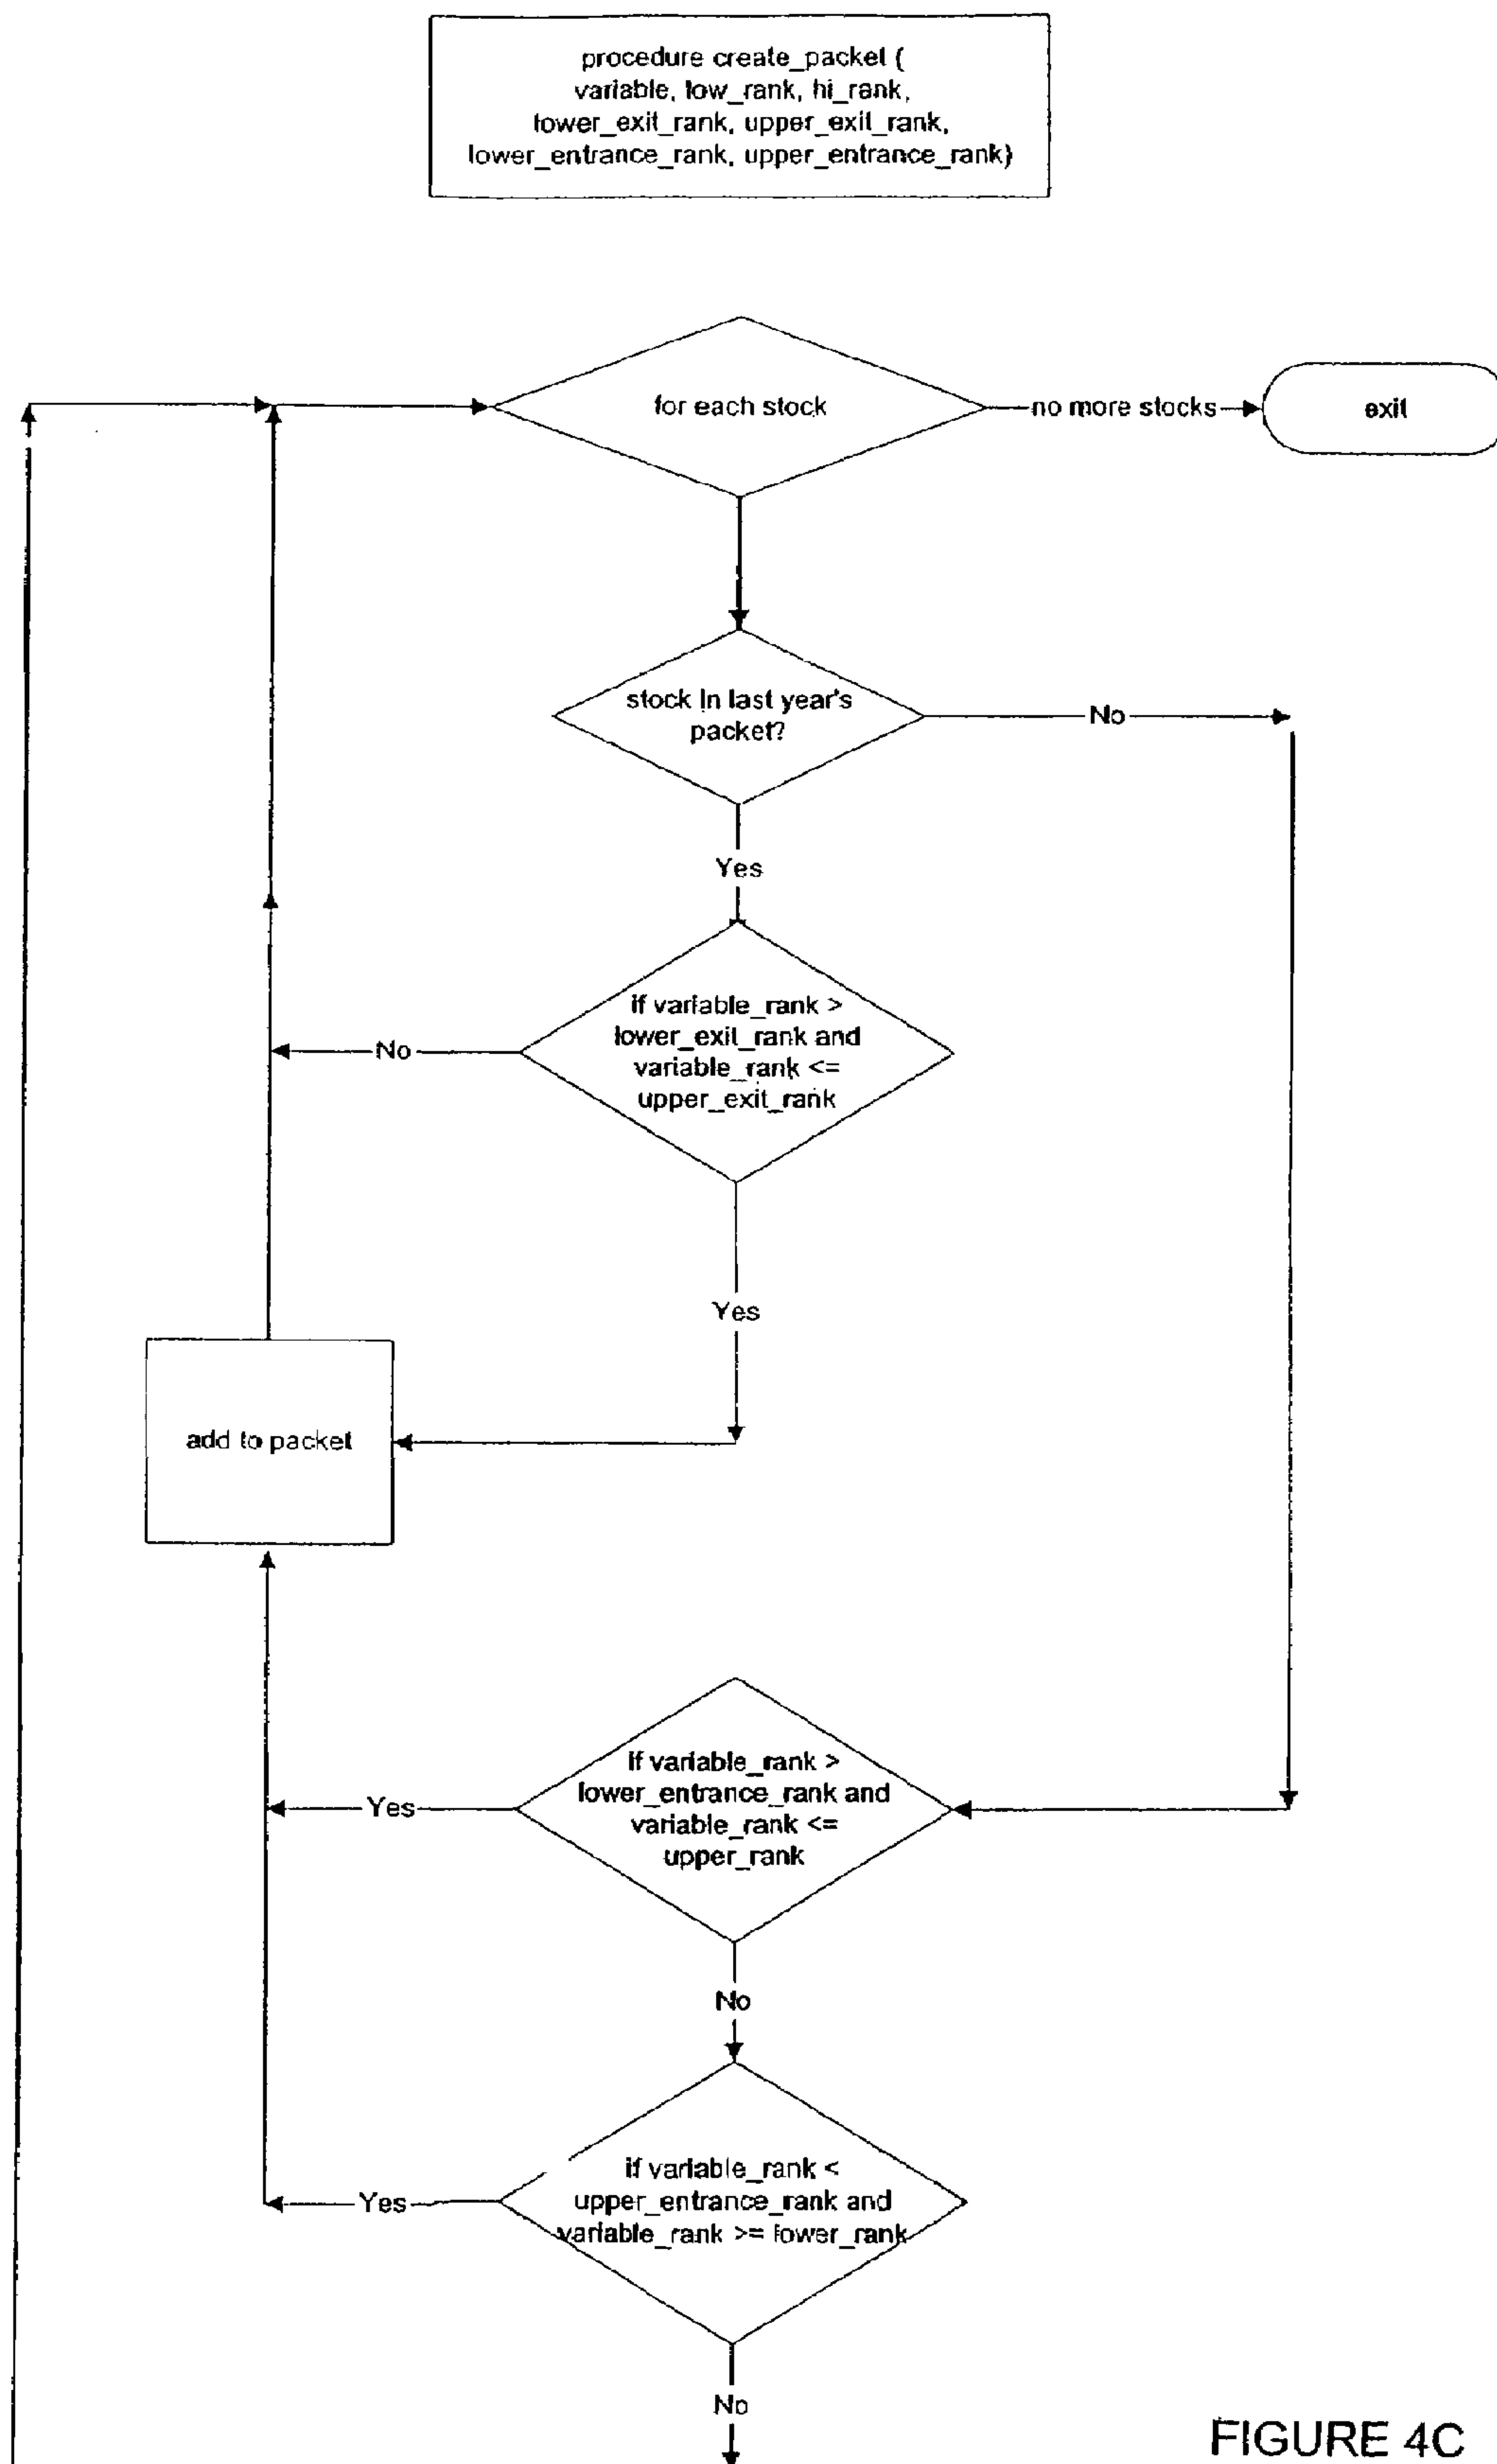 procedure create_packet (
variable, low_rank, hi_rank,
lower_exit_rank, upper_exit_rank,
lower_entrance_rank, upper_entrance_rank)
for each stock
no more stocks
exit
stock in last year's
packet?
No
Yes
if variable_rank >
lower_exit_rank and
variable_rank <=
upper_exit_rank
No
Yes
add to packet
if variable_rank >
lower_entrance_rank and
variable_rank <=
upper_rank
Yes
No
if variable_rank <
upper_entrance_rank and
variable_rank >= lower_rank
Yes
No
FIGURE 4C